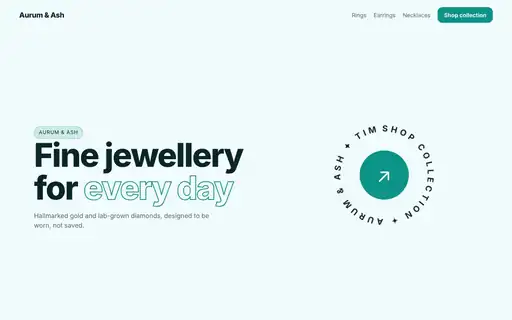 Aurum & Ash
Rings
Earrings
Necklaces
Shop collection
AURUM & ASH
Fine jewellery
for every day
Hallmarked gold and lab-grown diamonds, designed to be
worn, not saved.
TIM SHOP COLLECTION ✦ AURUM & ASH ✦